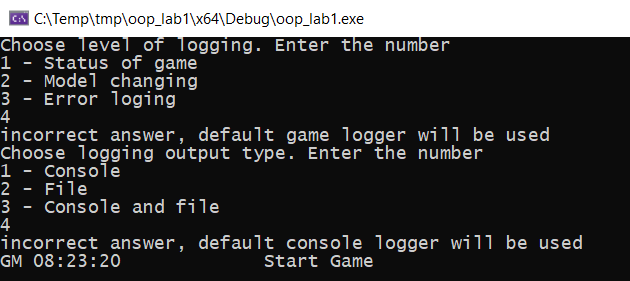 C:\Temp\tmp\oop_lab1\x64\Debug\oop_lab1.exe
Choose level of logging. Enter the number
1 - Status of game
2 - Model changing
3 - Error loging
4
incorrect answer, default game logger will be used
Choose logging output type. Enter the number
1 - Console
2 - File
3 - Console and file
4
incorrect answer, default console logger will be used
GM 08:23:20             Start Game